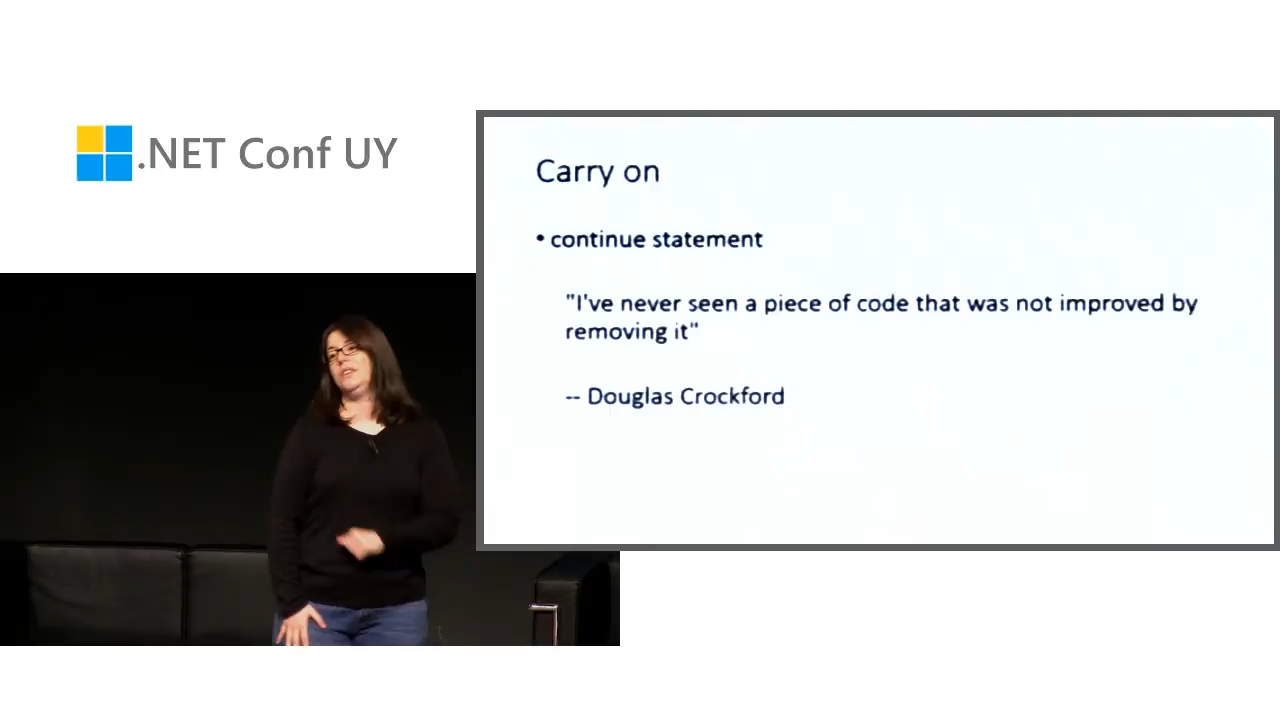 .NET Conf UY
Carry on
• continue statement
"I've never seen a piece of code that was not improved by
removing it"
-- Douglas Crockford